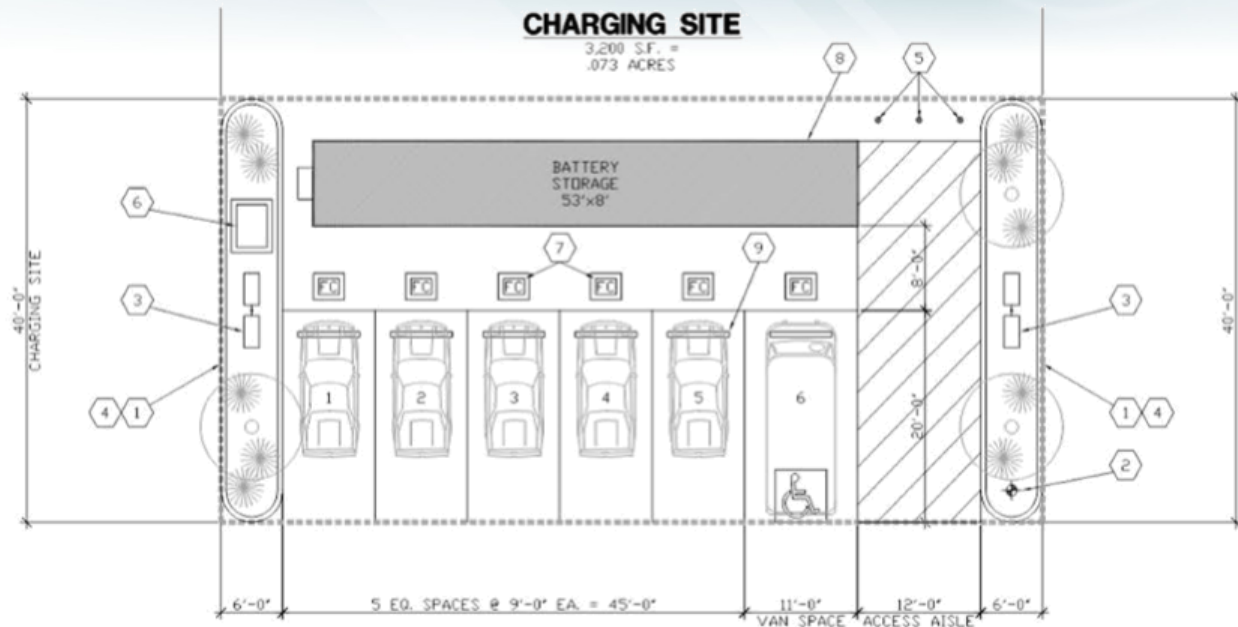 CHARGING SITE
3,200 S.F. =
.073 ACRES
8
5
BATTERY
STORAGE
53'x8'
6
7
9
FC FC FC FC FC FC
8'-0"
3
3
40'-0"
CHARGING SITE
40'-0"
1 2 3 4 5 6
4 1
1 4
20'-0"
2
6'-0"
5 EQ. SPACES @ 9'-0" EA. = 45'-0"
11'-0"
VAN SPACE
12'-0"
ACCESS AISLE
6'-0"